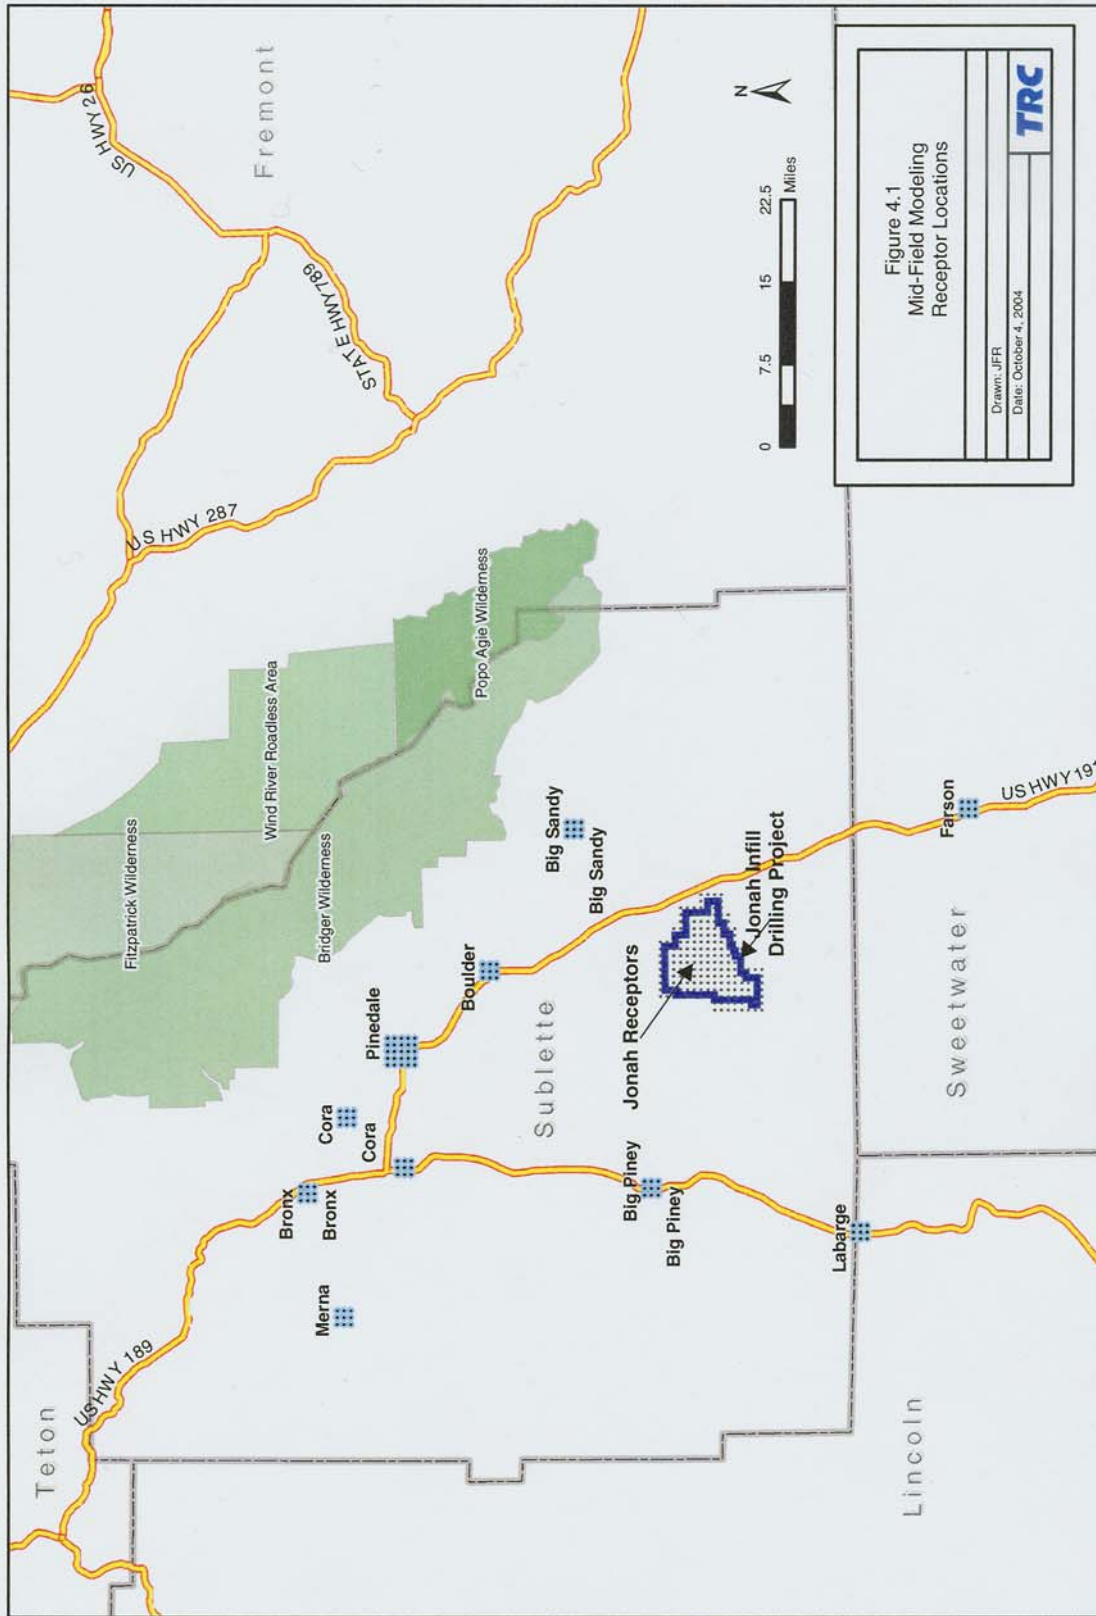 Teton
US HWY 189
Merna
Bronx
Bronx
Cora
Cora
Pinedale
Boulder
Fitzpatrick Wilderness
Bridger Wilderness
Wind River Roadless Area
Popo Agie Wilderness
US HWY 287
US HWY 26
Fremont
STATE HWY 789
Sublette
Big Sandy
Big Sandy
Big Piney
Big Piney
Jonah Receptors
Jonah Infill
Drilling Project
Labarge
Farson
US HWY 191
Lincoln
Sweetwater
N
0 7.5 15 22.5
Miles
Figure 4.1
Mid-Field Modeling
Receptor Locations
Drawn: JFR
Date: October 4, 2004
TRC